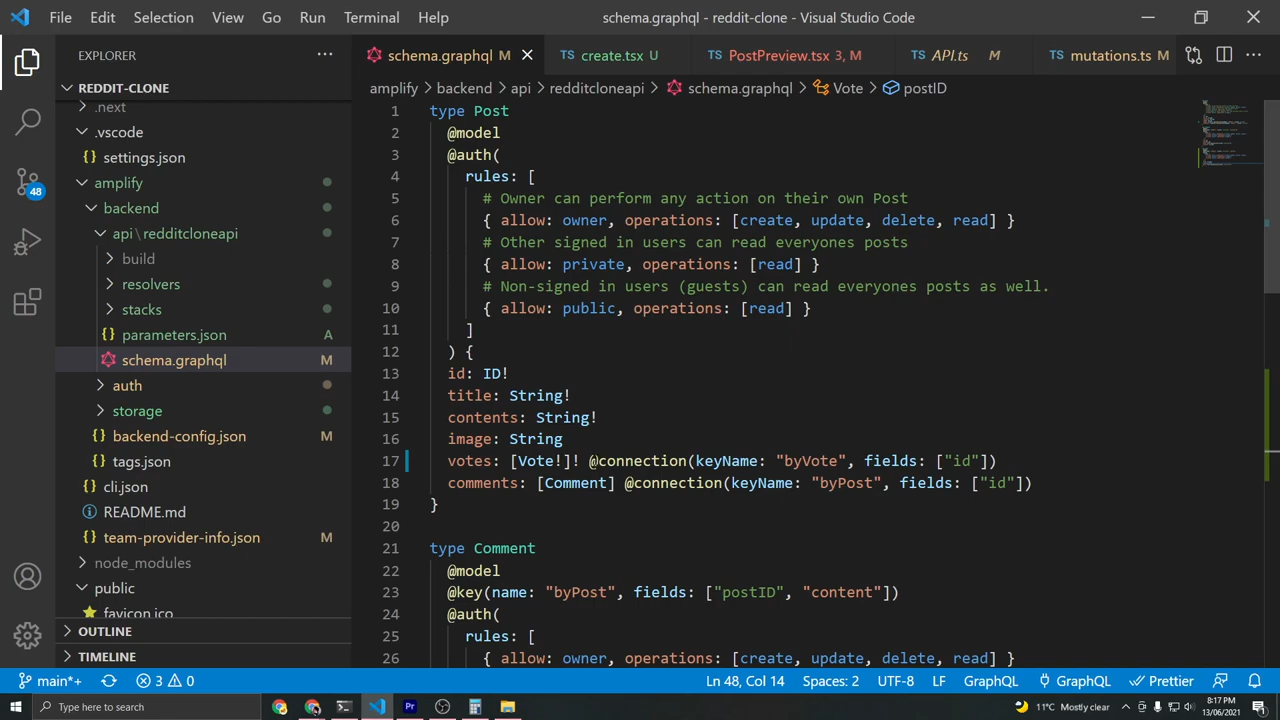 File Edit Selection View Go Run Terminal Help schema.graphql - reddit-clone - Visual Studio Code
EXPLORER
REDDIT-CLONE
.next
.vscode
{} settings.json
amplify
backend
api\redditcloneapi
build
resolvers
stacks
{} parameters.json A
schema.graphql M
auth
storage
{} backend-config.json M
{} tags.json
{} cli.json
README.md
{} team-provider-info.json M
node_modules
public
favicon.ico
OUTLINE
TIMELINE
48
schema.graphql M TS create.tsx U TS PostPreview.tsx 3, M TS API.ts M TS mutations.ts M
amplify > backend > api > redditcloneapi > schema.graphql > Vote > postID
1 type Post
2 @model
3 @auth(
4 rules: [
5 # Owner can perform any action on their own Post
6 { allow: owner, operations: [create, update, delete, read] }
7 # Other signed in users can read everyones posts
8 { allow: private, operations: [read] }
9 # Non-signed in users (guests) can read everyones posts as well.
10 { allow: public, operations: [read] }
11 ]
12 ) {
13 id: ID!
14 title: String!
15 contents: String!
16 image: String
17 votes: [Vote!]! @connection(keyName: "byVote", fields: ["id"])
18 comments: [Comment] @connection(keyName: "byPost", fields: ["id"])
19 }
20
21 type Comment
22 @model
23 @key(name: "byPost", fields: ["postID", "content"])
24 @auth(
25 rules: [
26 { allow: owner, operations: [create, update, delete, read] }
main*+ 3 0 Ln 48, Col 14 Spaces: 2 UTF-8 LF GraphQL GraphQL Prettier
Type here to search Pr 11°C Mostly clear 8:17 PM
13/06/2021